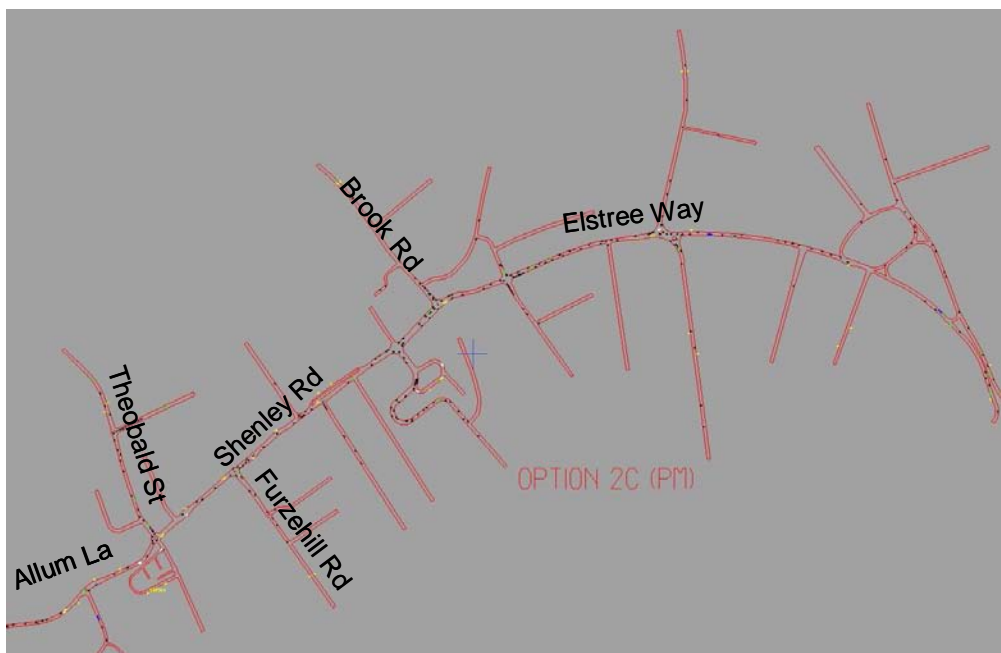 Brook Rd
Elstree Way
Theobald St
Shenley Rd
OPTION 2C (PM)
Furzehill Rd
Allum La